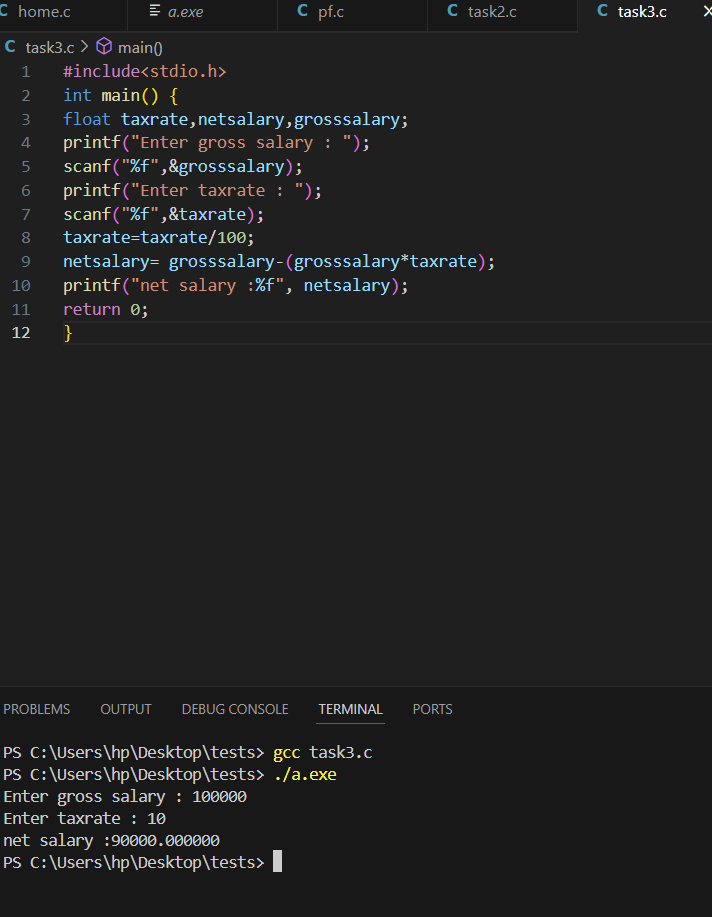 C home.c a.exe C pf.c C task2.c C task3.c X
C task3.c > main()
1 #include<stdio.h>
2 int main() {
3 float taxrate,netsalary,grosssalary;
4 printf("Enter gross salary : ");
5 scanf("%f",&grosssalary);
6 printf("Enter taxrate : ");
7 scanf("%f",&taxrate);
8 taxrate=taxrate/100;
9 netsalary= grosssalary-(grosssalary*taxrate);
10 printf("net salary :%f", netsalary);
11 return 0;
12 }
PROBLEMS OUTPUT DEBUG CONSOLE TERMINAL PORTS
PS C:\Users\hp\Desktop\tests> gcc task3.c
PS C:\Users\hp\Desktop\tests> ./a.exe
Enter gross salary : 100000
Enter taxrate : 10
net salary :90000.000000
PS C:\Users\hp\Desktop\tests>